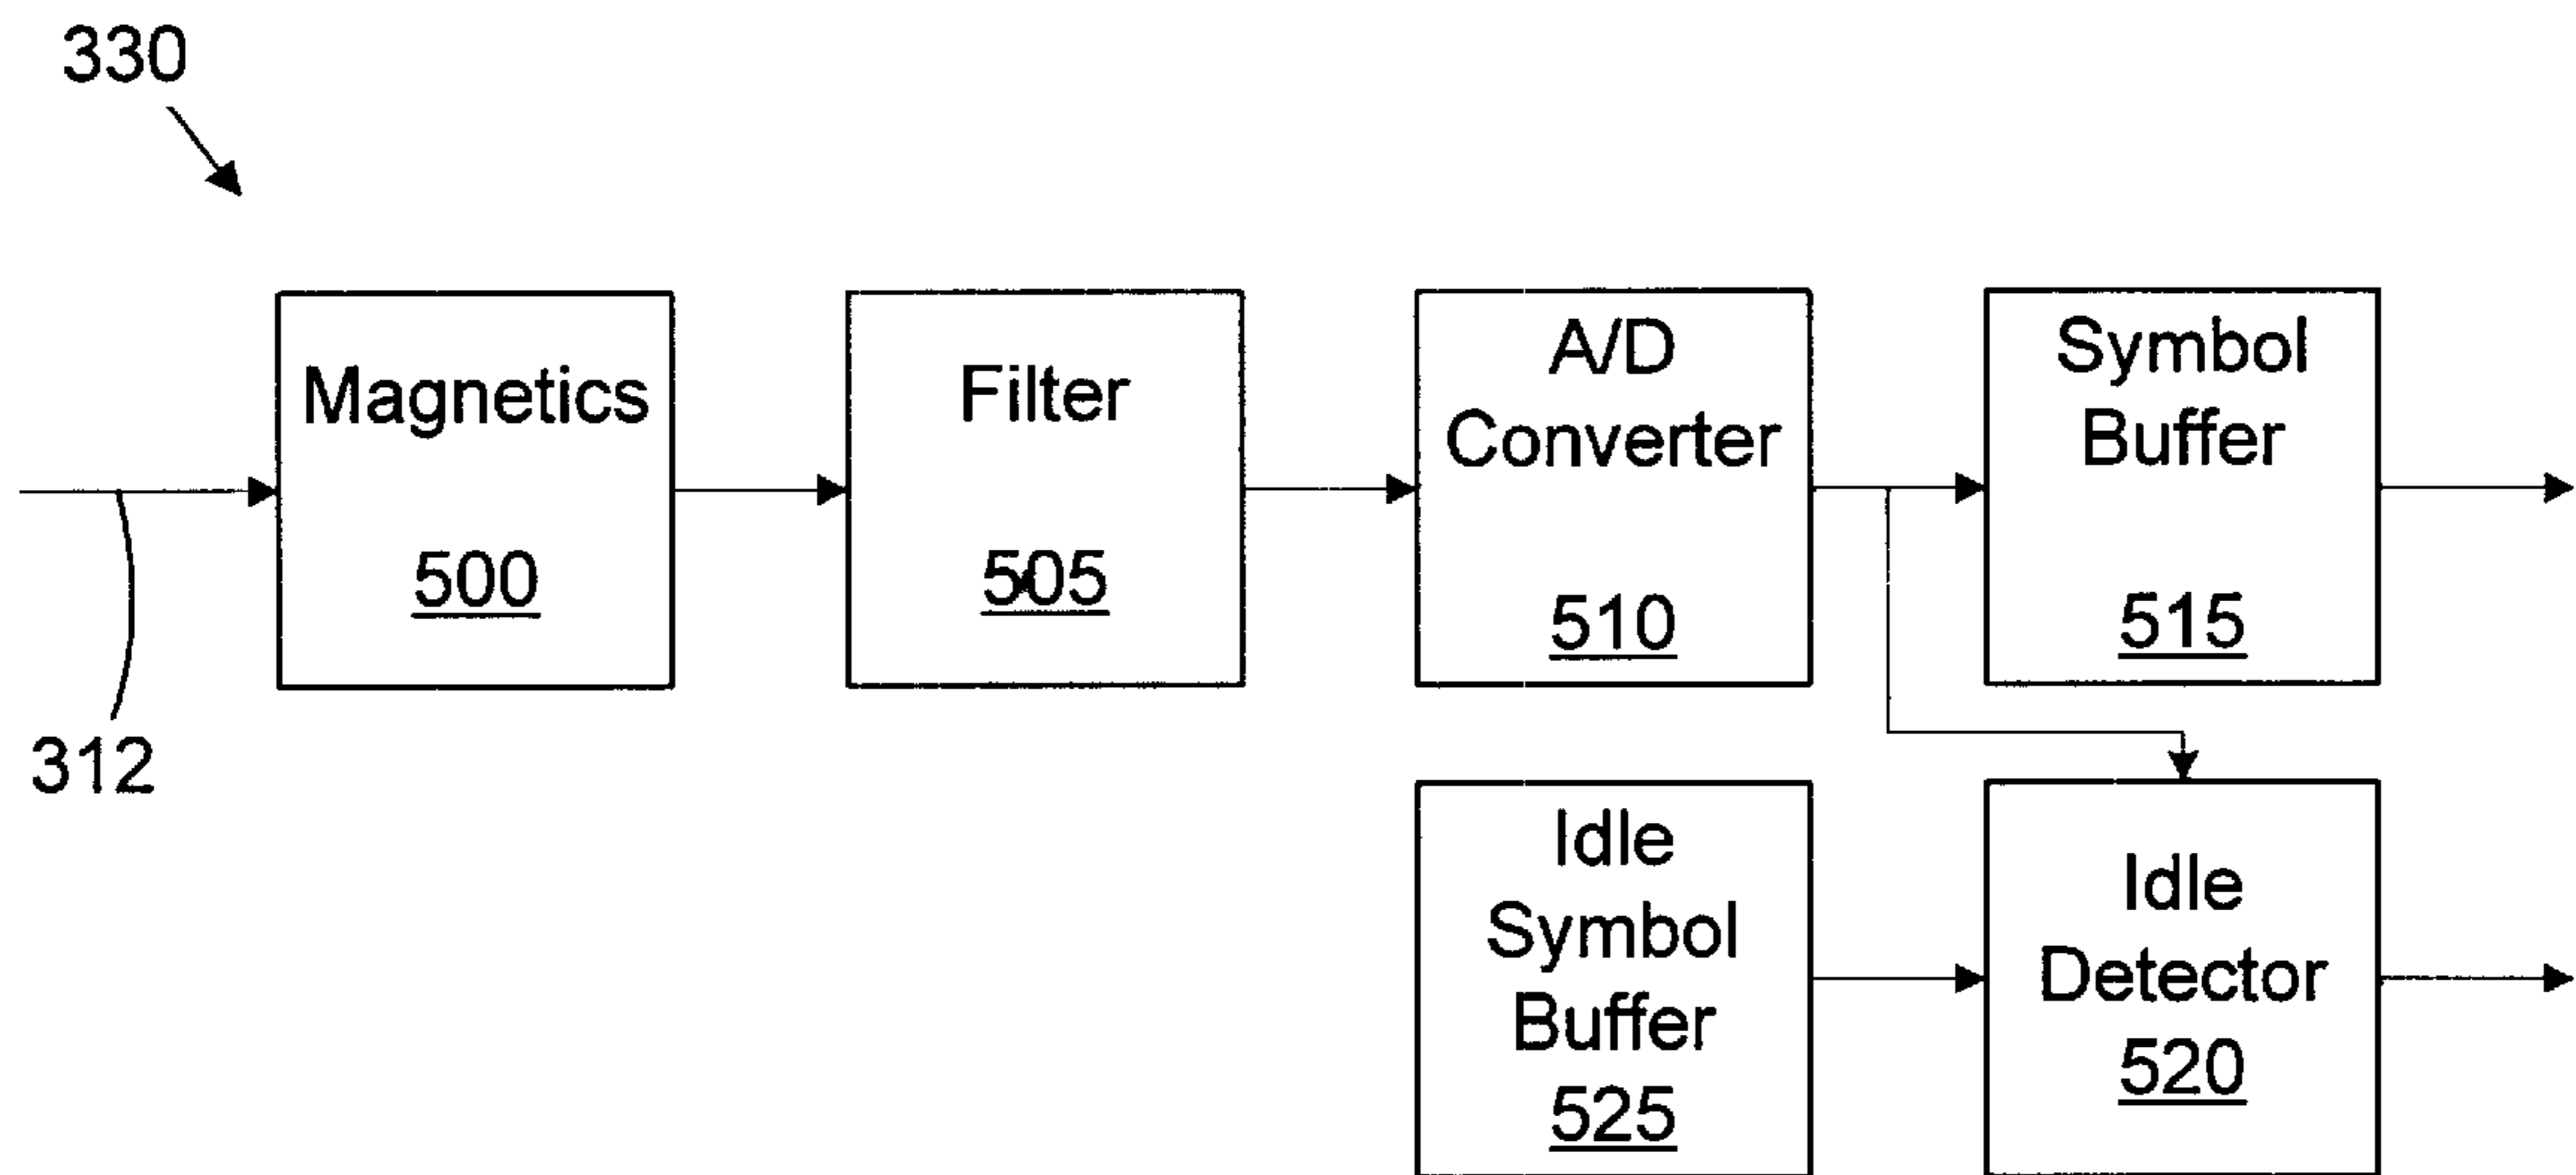 330
Magnetics
500
Filter
505
A/D
Converter
510
Symbol
Buffer
515
312
Idle
Symbol
Buffer
525
Idle
Detector
520